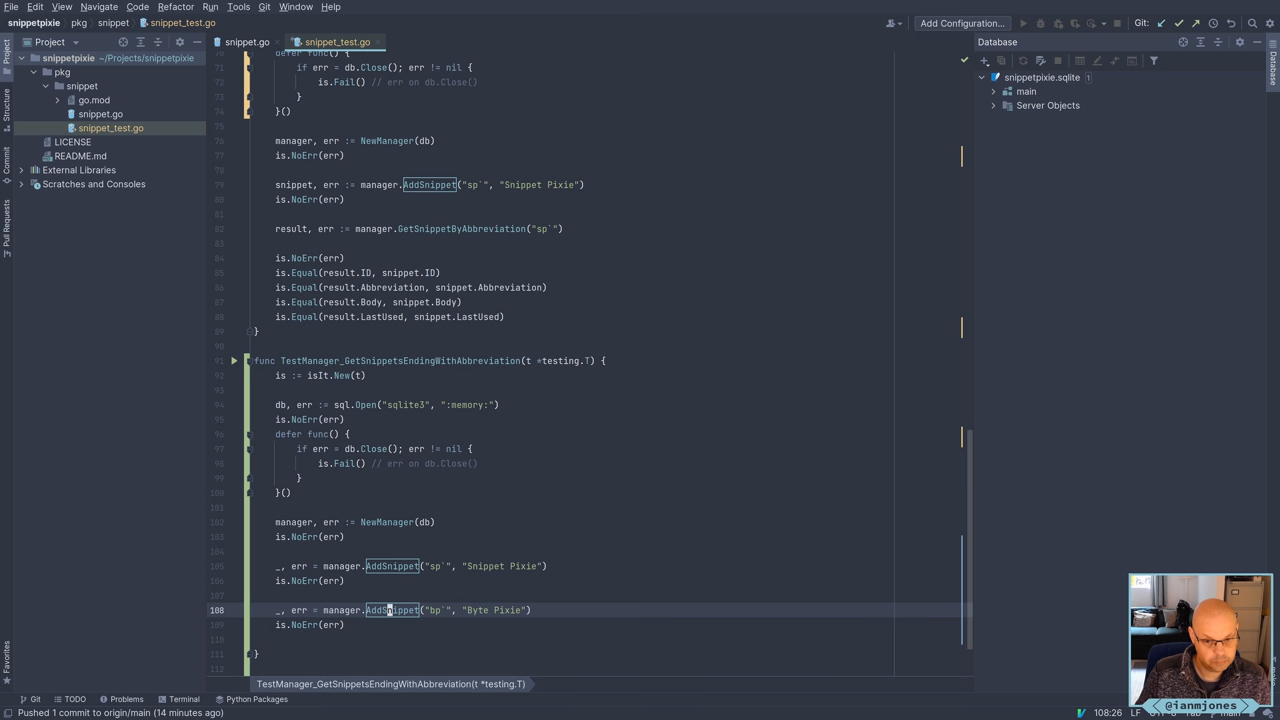 File Edit View Navigate Code Refactor Run Tools Git Window Help
snippetpixie pkg snippet snippet_test.go
Add Configuration...
Git:
Project
snippet.go
snippet_test.go
Database
snippetpixie ~/Projects/snippetpixie
pkg
snippet
go.mod
snippet.go
snippet_test.go
LICENSE
README.md
External Libraries
Scratches and Consoles
snippetpixie.sqlite 1
main
Server Objects
Project
Structure
Commit
Pull Requests
Favorites
Database
defer func() {
71 if err = db.Close(); err != nil {
72 is.Fail() // err on db.Close()
73 }
74 }()
75
76 manager, err := NewManager(db)
77 is.NoErr(err)
78
79 snippet, err := manager.AddSnippet("sp`", "Snippet Pixie")
80 is.NoErr(err)
81
82 result, err := manager.GetSnippetByAbbreviation("sp`")
83
84 is.NoErr(err)
85 is.Equal(result.ID, snippet.ID)
86 is.Equal(result.Abbreviation, snippet.Abbreviation)
87 is.Equal(result.Body, snippet.Body)
88 is.Equal(result.LastUsed, snippet.LastUsed)
89 }
90
91 func TestManager_GetSnippetsEndingWithAbbreviation(t *testing.T) {
92 is := isIt.New(t)
93
94 db, err := sql.Open("sqlite3", ":memory:")
95 is.NoErr(err)
96 defer func() {
97 if err = db.Close(); err != nil {
98 is.Fail() // err on db.Close()
99 }
100 }()
101
102 manager, err := NewManager(db)
103 is.NoErr(err)
104
105 _, err = manager.AddSnippet("sp`", "Snippet Pixie")
106 is.NoErr(err)
107
108 _, err = manager.AddSnippet("bp`", "Byte Pixie")
109 is.NoErr(err)
110
111 }
112
TestManager_GetSnippetsEndingWithAbbreviation(t *testing.T)
Git TODO Problems Terminal Python Packages
Pushed 1 commit to origin/main (14 minutes ago)
108:26 LF
@ianmjones